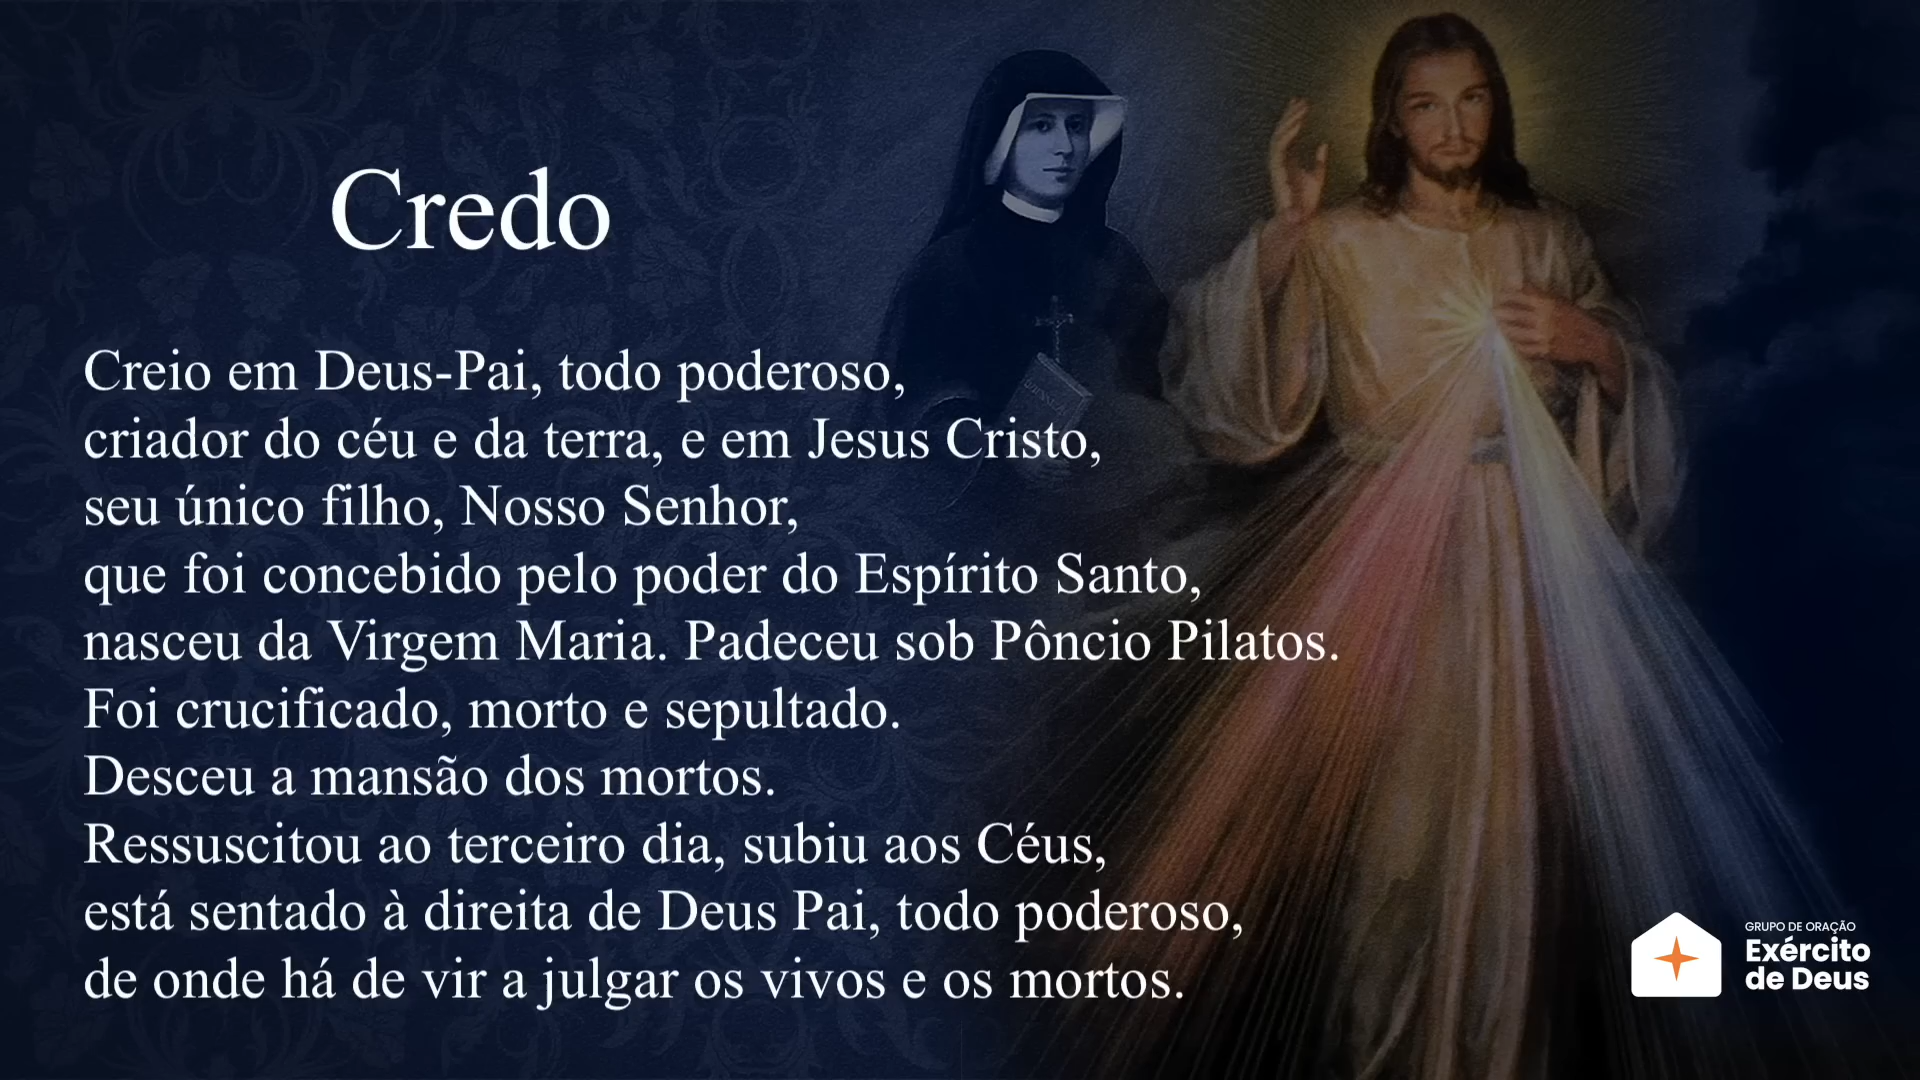 Credo
Creio em Deus-Pai, todo poderoso,
criador do céu e da terra, e em Jesus Cristo,
seu único filho, Nosso Senhor,
que foi concebido pelo poder do Espírito Santo,
nasceu da Virgem Maria. Padeceu sob Pôncio Pilatos.
Foi crucificado, morto e sepultado.
Desceu a mansão dos mortos.
Ressuscitou ao terceiro dia, subiu aos Céus,
está sentado à direita de Deus Pai, todo poderoso,
de onde há de vir a julgar os vivos e os mortos.
GRUPO DE ORAÇÃO
Exército
de Deus